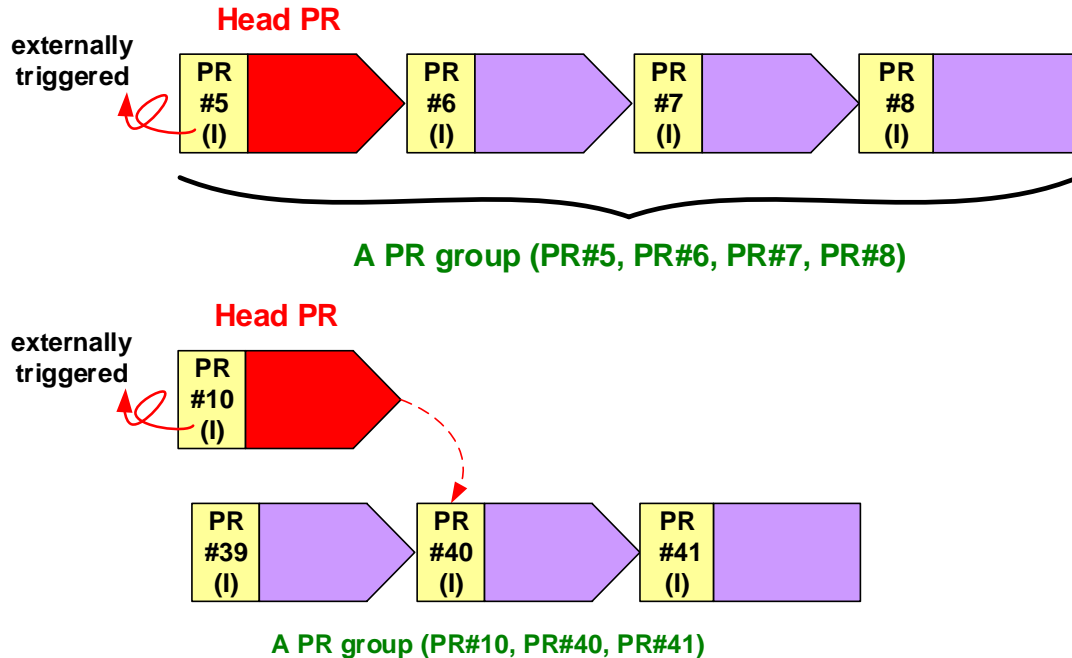 Head PR
externally
triggered
PR
#5
(I)
PR
#6
(I)
PR
#7
(I)
PR
#8
(I)
A PR group (PR#5, PR#6, PR#7, PR#8)
Head PR
externally
triggered
PR
#10
(I)
PR
#39
(I)
PR
#40
(I)
PR
#41
(I)
A PR group (PR#10, PR#40, PR#41)